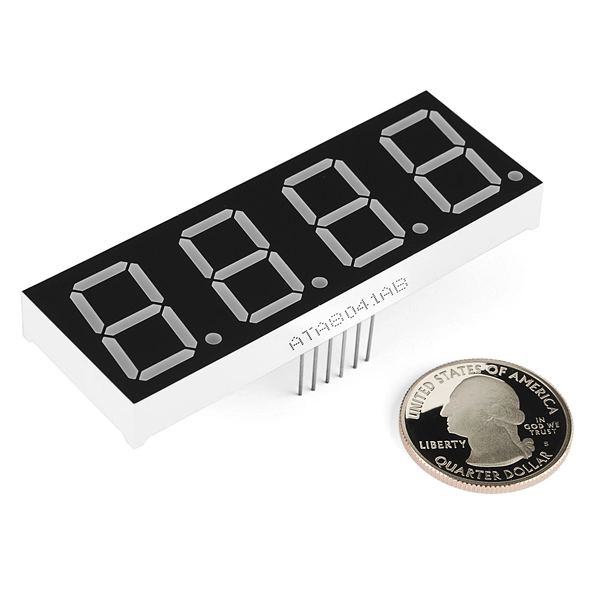 ATA8041AB
UNITED STATES OF AMERICA
LIBERTY
IN
GOD WE
TRUST
S
QUARTER DOLLAR